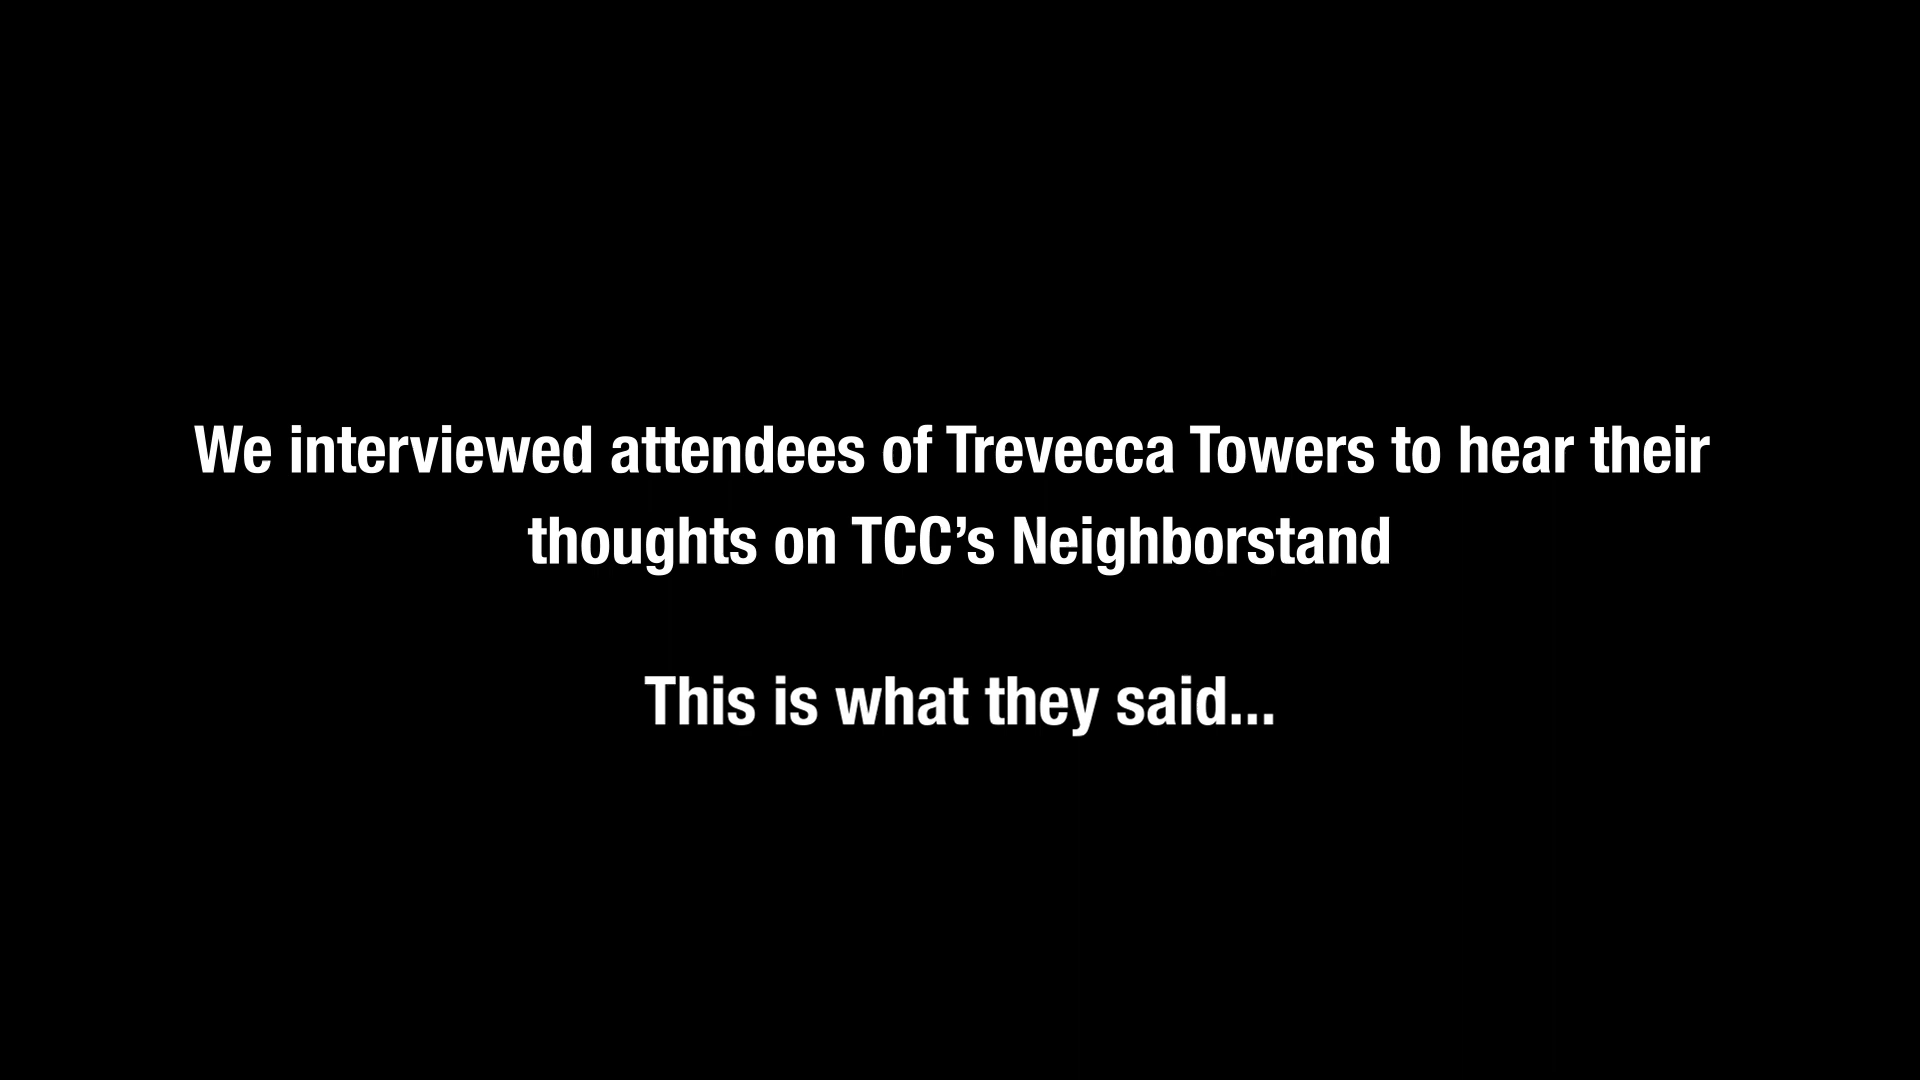 We interviewed attendees of Trevecca Towers to hear their
thoughts on TCC’s Neighborstand
This is what they said...